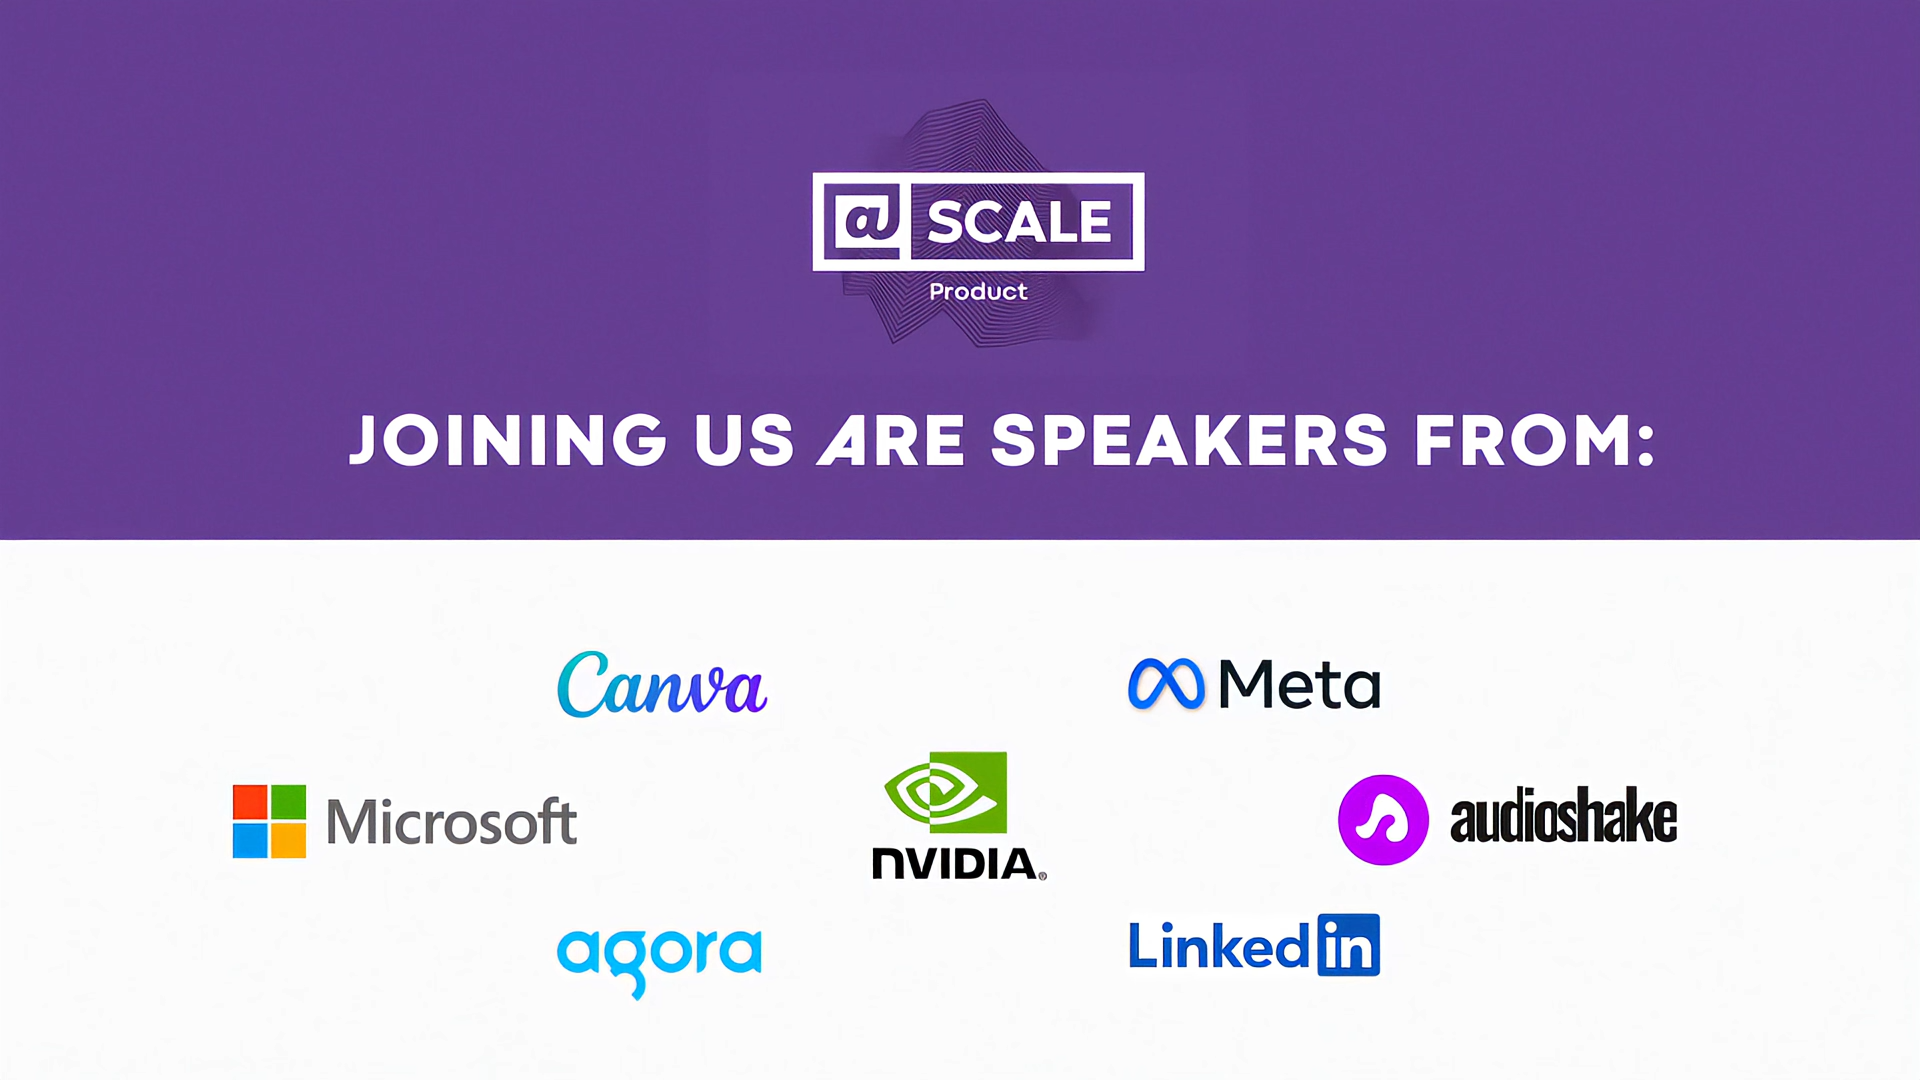 @SCALE
Product
JOINING US ARE SPEAKERS FROM:
Canva
Meta
Microsoft
NVIDIA®
audioshake
agora
LinkedIn